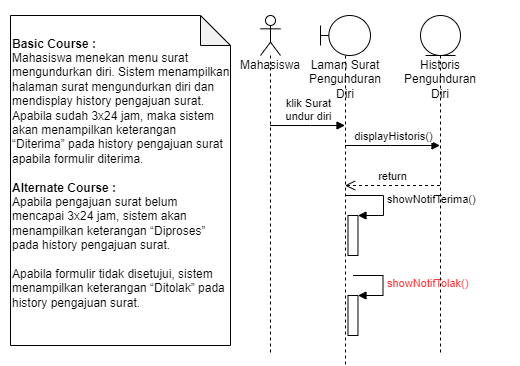 Basic Course :
Mahasiswa menekan menu surat
mengundurkan diri. Sistem menampilkan
halaman surat mengundurkan diri dan
mendisplay history pengajuan surat.
Apabila sudah 3x24 jam, maka sistem
akan menampilkan keterangan
“Diterima” pada history pengajuan surat
apabila formulir diterima.
Alternate Course :
Apabila pengajuan surat belum
mencapai 3x24 jam, sistem akan
menampilkan keterangan “Diproses”
pada history pengajuan surat.
Apabila formulir tidak disetujui, sistem
menampilkan keterangan “Ditolak” pada
history pengajuan surat.
Mahasiswa
Laman Surat
Pengunduran
Diri
Historis
Pengunduran
Diri
klik Surat
undur diri
displayHistoris()
return
showNotifTerima()
showNotifTolak()